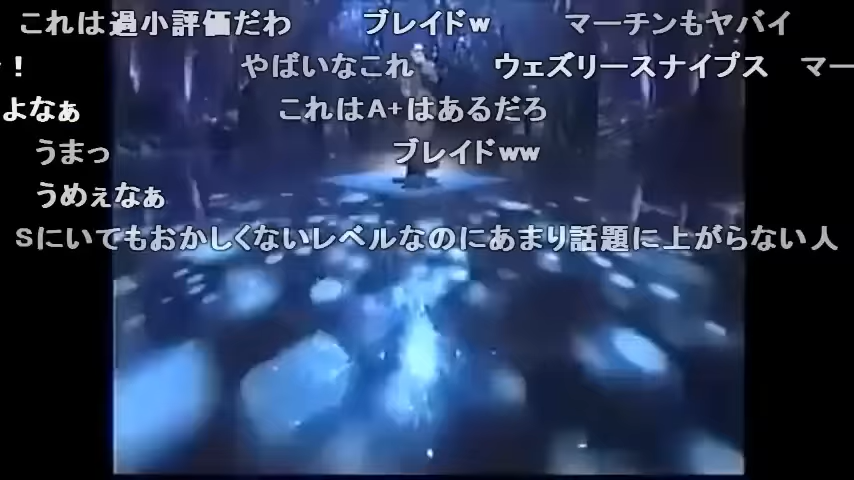 これは過小評価だわ ブレイドw マーチンもヤバイ
！ やばいなこれ ウェズリースナイプス マー
よなぁ これはA+はあるだろ
うまっ ブレイドww
うめぇなぁ
Sにいてもおかしくないレベルなのにあまり話題に上がらない人